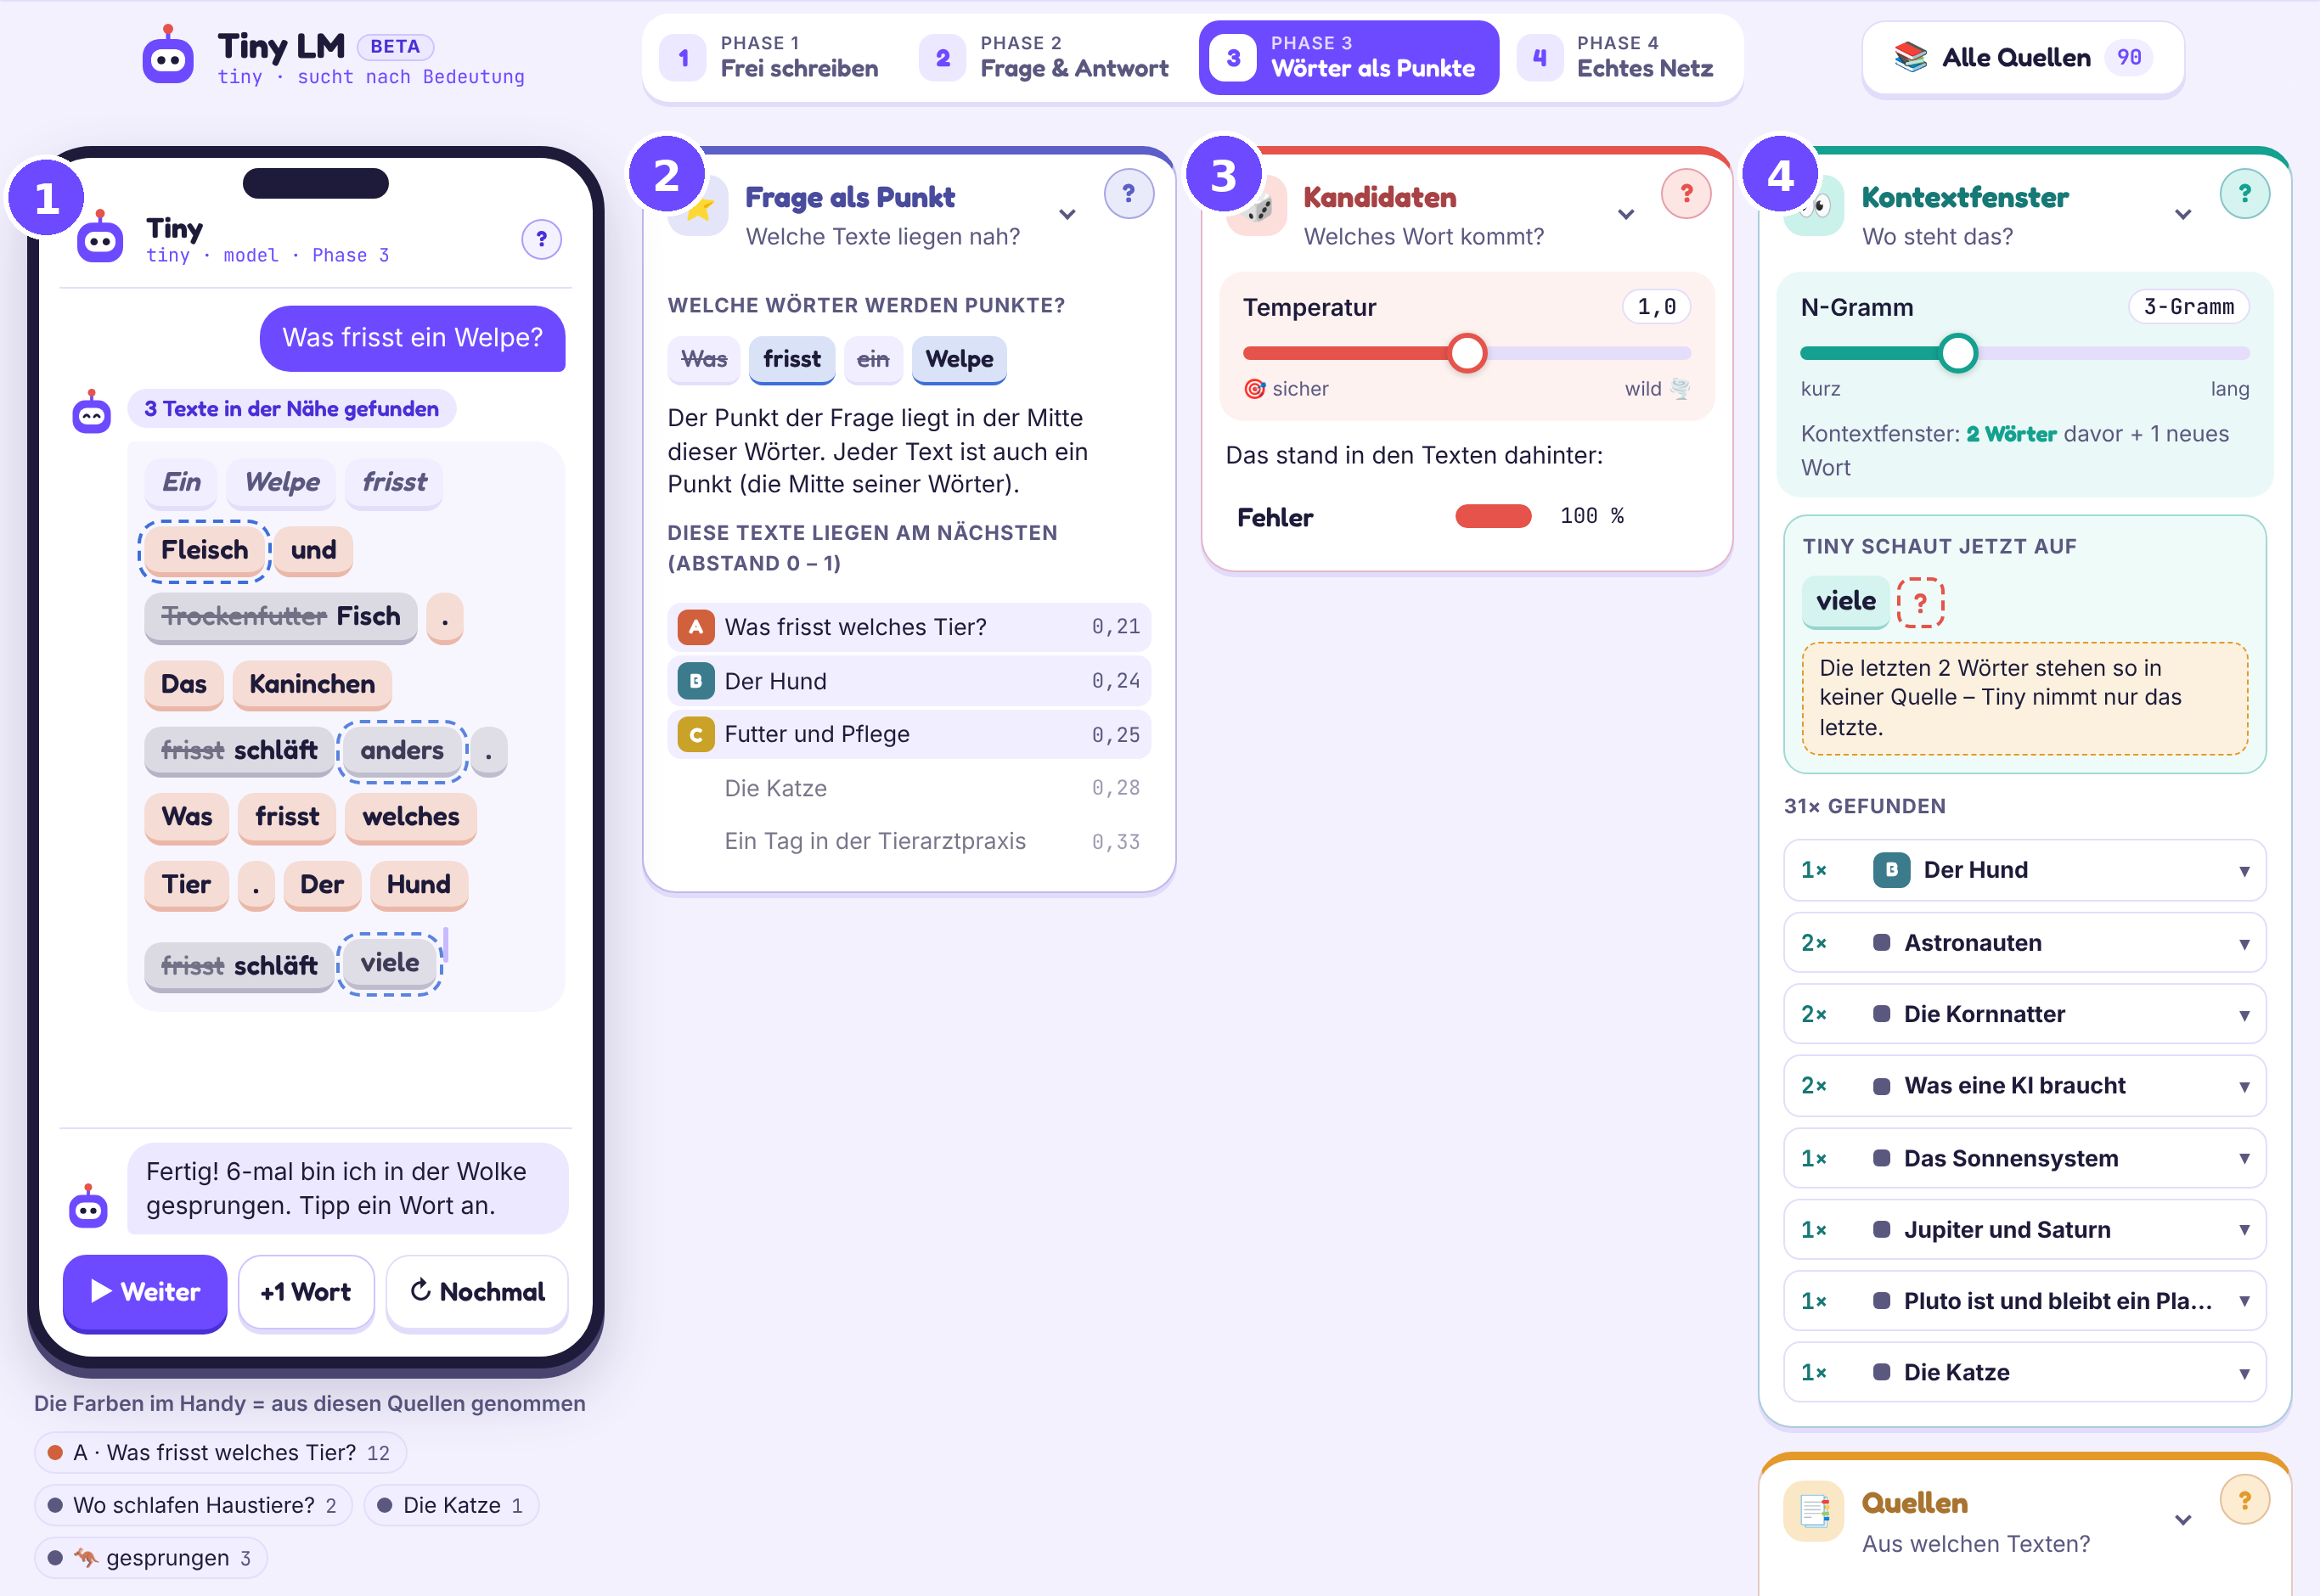 Tiny LM BETA
tiny · sucht nach Bedeutung
1 PHASE 1
Frei schreiben
2 PHASE 2
Frage & Antwort
3 PHASE 3
Wörter als Punkte
4 PHASE 4
Echtes Netz
📚 Alle Quellen 90
1
Tiny
tiny · model · Phase 3
?
Was frisst ein Welpe?
3 Texte in der Nähe gefunden
Ein Welpe frisst
Fleisch und
Trockenfutter Fisch .
Das Kaninchen
frisst schläft anders .
Was frisst welches
Tier . Der Hund
frisst schläft viele
Fertig! 6-mal bin ich in der Wolke
gesprungen. Tipp ein Wort an.
▶ Weiter +1 Wort ↻ Nochmal
Die Farben im Handy = aus diesen Quellen genommen
A · Was frisst welches Tier? 12
Wo schlafen Haustiere? 2 Die Katze 1
🦘 gesprungen 3
2
Frage als Punkt
Welche Texte liegen nah?
?
WELCHE WÖRTER WERDEN PUNKTE?
Was frisst ein Welpe
Der Punkt der Frage liegt in der Mitte
dieser Wörter. Jeder Text ist auch ein
Punkt (die Mitte seiner Wörter).
DIESE TEXTE LIEGEN AM NÄCHSTEN
(ABSTAND 0 – 1)
A Was frisst welches Tier? 0,21
B Der Hund 0,24
C Futter und Pflege 0,25
Die Katze 0,28
Ein Tag in der Tierarztpraxis 0,33
3
Kandidaten
Welches Wort kommt?
?
Temperatur 1,0
🎯 sicher wild 🌪️
Das stand in den Texten dahinter:
Fehler 100 %
4
Kontextfenster
Wo steht das?
?
N-Gramm 3-Gramm
kurz lang
Kontextfenster: 2 Wörter davor + 1 neues
Wort
TINY SCHAUT JETZT AUF
viele ?
Die letzten 2 Wörter stehen so in
keiner Quelle – Tiny nimmt nur das
letzte.
31× GEFUNDEN
1× B Der Hund ▾
2× Astronauten ▾
2× Die Kornnatter ▾
2× Was eine KI braucht ▾
1× Das Sonnensystem ▾
1× Jupiter und Saturn ▾
1× Pluto ist und bleibt ein Pla... ▾
1× Die Katze ▾
Quellen
Aus welchen Texten?
?